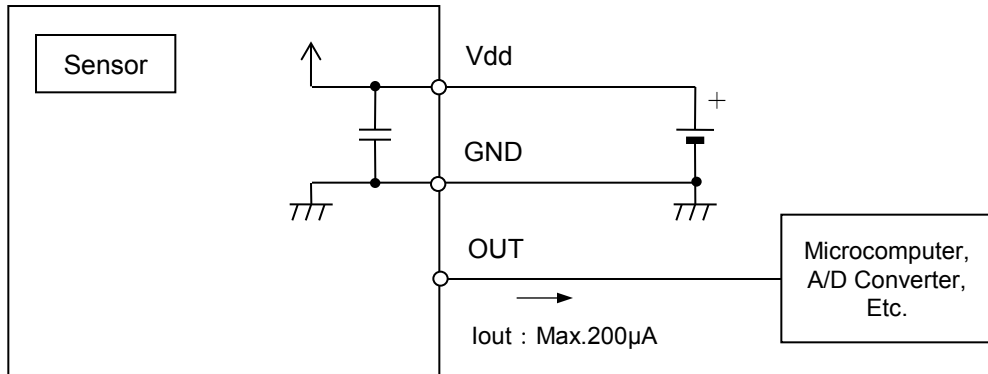 Sensor
Vdd
+
GND
OUT
Microcomputer,
A/D Converter,
Etc.
Iout : Max.200µA